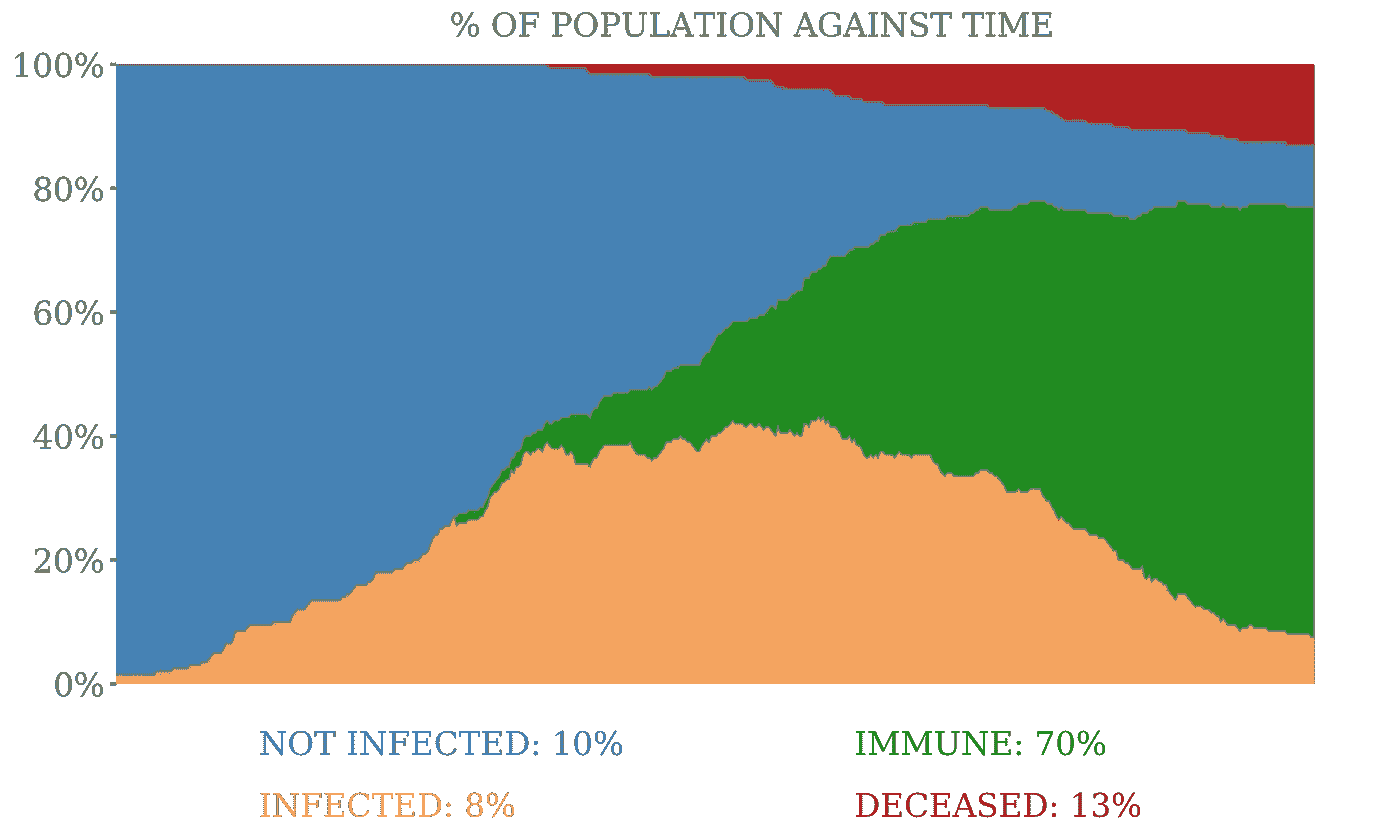 % OF POPULATION AGAINST TIME
100%
80%
60%
40%
20%
0%
NOT INFECTED: 10%
IMMUNE: 70%
INFECTED: 8%
DECEASED: 13%